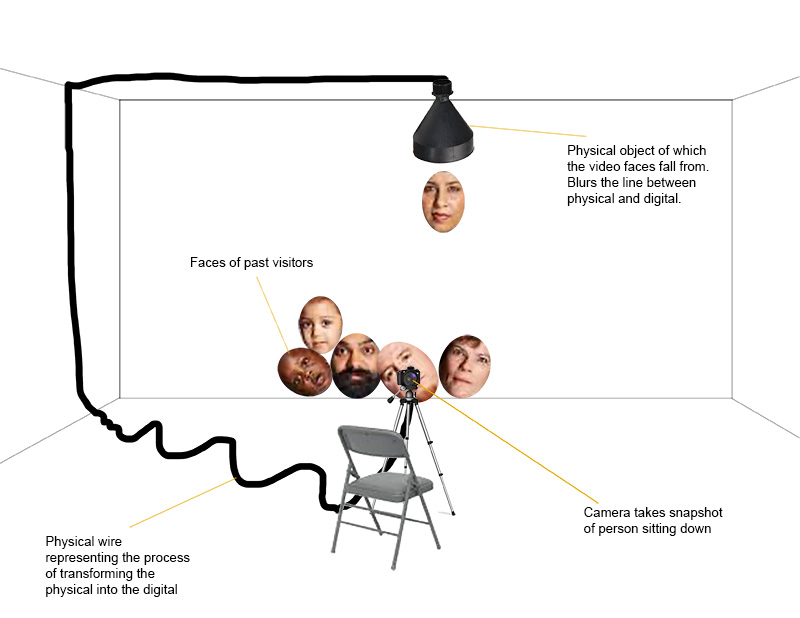 Physical object of which
the video faces fall from.
Blurs the line between
physical and digital.
Faces of past visitors
Camera takes snapshot
of person sitting down
Physical wire
representing the process
of transforming the
physical into the digital